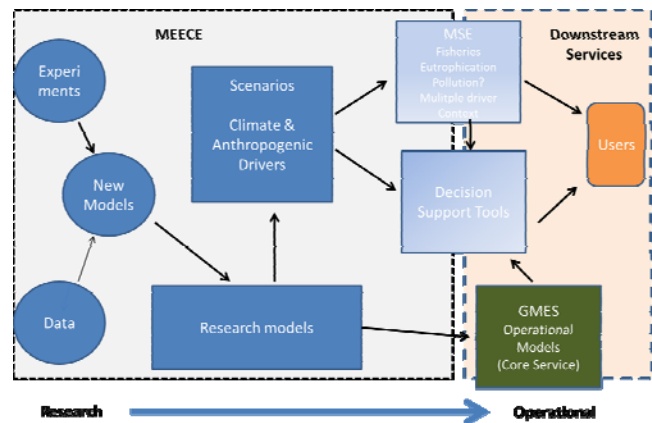 MEECE
Experi
ments
New
Models
Data
Scenarios
Climate &
Anthropogenic
Drivers
Research models
MSE
Fisheries
Eutrophication
Pollution?
Mulitple driver
Context
Decision
Support Tools
Downstream
Services
Users
GMES
Operational
Models
(Core Service)
Research
Operational